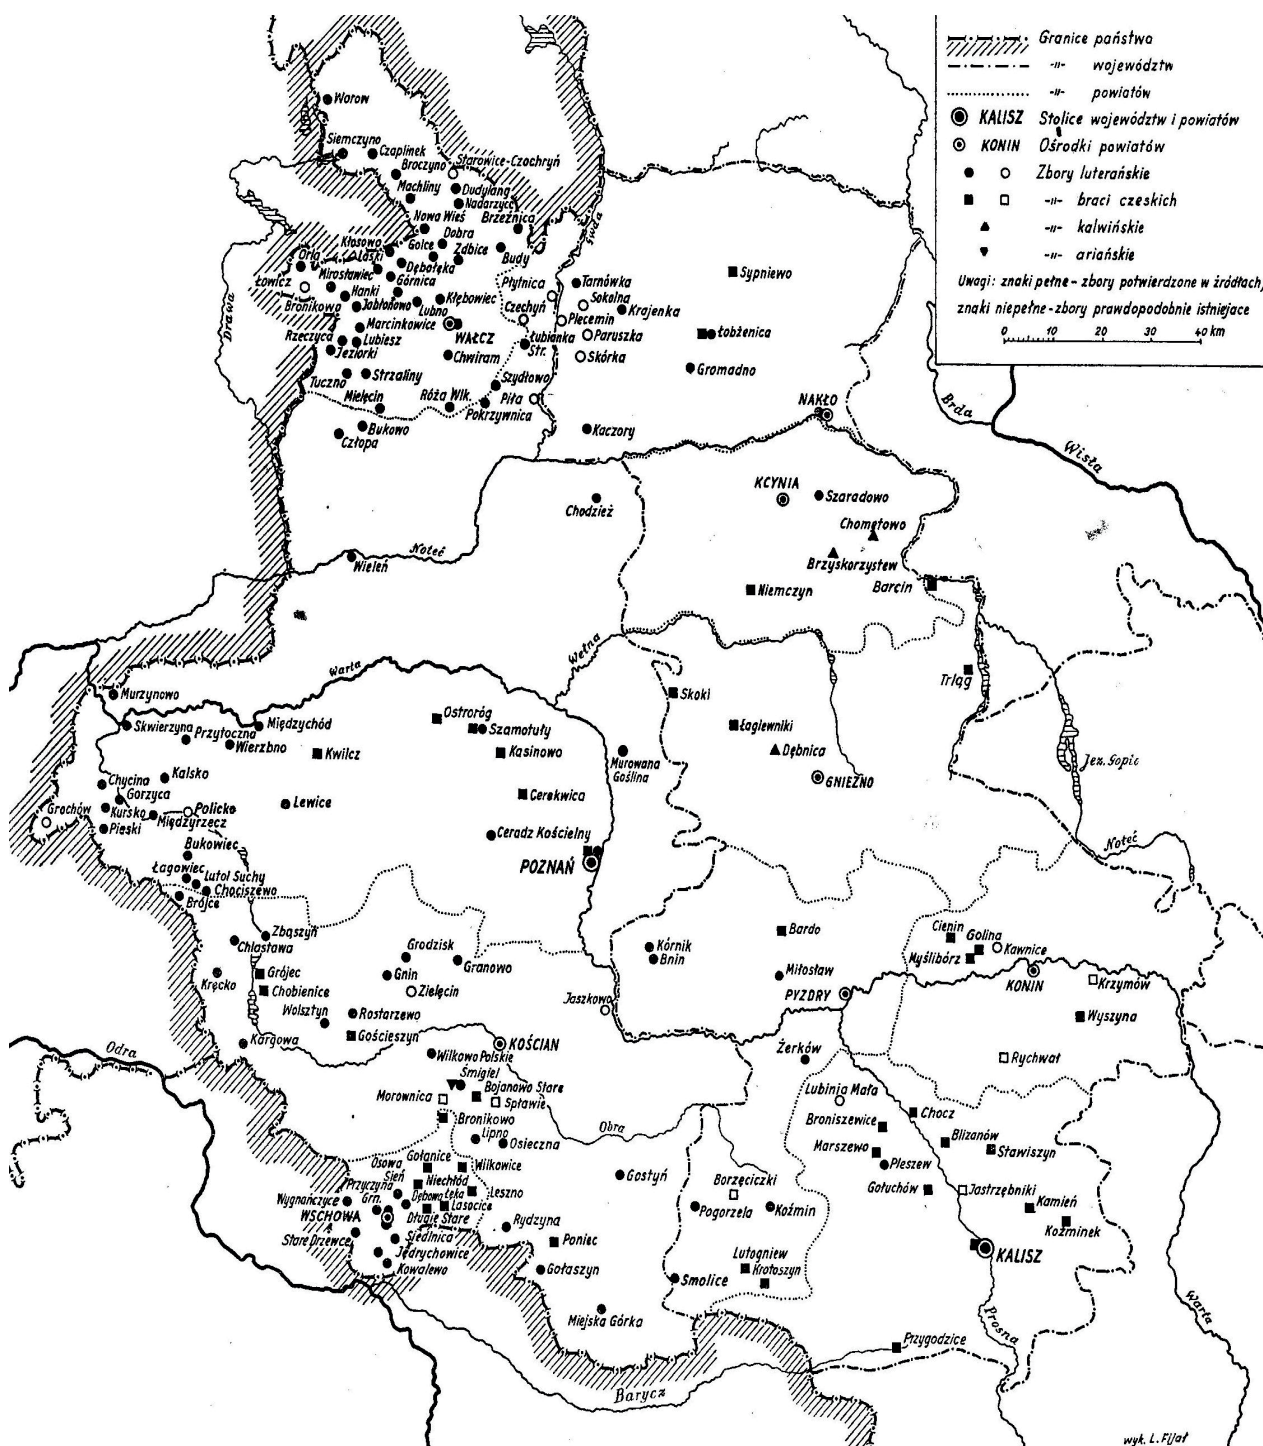 Granice państwa
-"- województw
-"- powiatów
KALISZ Stolice województw i powiatów
KONIN Ośrodki powiatów
Zbory luterańskie
-"- braci czeskich
-"- kalwińskie
-"- ariańskie
Uwagi: znaki pełne - zbory potwierdzone w źródłach,
znaki niepełne - zbory prawdopodobnie istniejące
0 10 20 30 40 km
Worow
Siemczyno
Czaplinek
Broczyno
Starowice-Czochryń
Machliny
Dudylang
Nadarzyce
Nowa Wieś
Brzeźnica
Gwda
Kłosowo
Dobra
Golce
Łaski
Zdbice
Budy
Orla
Mirosławiec
Dębołęka
Górnica
Płytnica
Tarnówka
Sypniewo
Łowicz
Hanki
Bronikowo
Jabłonowo
Kłębowiec
Lubno
Czechyń
Sokolna
Krajenka
Drawa
Marcinkowice
WAŁCZ
Plecemin
Rzeczyca
Lubiesz
Łubianka
Str.
Paruszka
Łobżenica
Jeziorki
Chwiram
Skórka
Gromadno
Tuczno
Strzaliny
Szydłowo
Mielęcin
Róża Wlk.
Piła
Pokrzywnica
NAKŁO
Brda
Bukowo
Człopa
Kaczory
Wisła
KCYNIA
Szaradowo
Chodzież
Chomętowo
Noteć
Wieleń
Brzyskorzystew
Niemczyn
Barcin
Wełna
Warta
Trląg
Murzynowo
Skoki
Skwierzyna
Przytoczna
Międzychód
Wierzbno
Ostroróg
Szamotuły
Łagiewniki
Kwilcz
Kasinowo
Murowana
Goślina
Dębnica
Jez. Gopło
GNIEZNO
Chycina
Kalsko
Gorzyca
Grochów
Kursko
Policko
Lewice
Cerekwica
Pieski
Międzyrzecz
Ceradz Kościelny
Noteć
Bukowiec
POZNAŃ
Łagowiec
Lutol Suchy
Chociszewo
Brójce
Zbąszyń
Chlastawa
Grodzisk
Kórnik
Bnin
Bardo
Cienin
Golina
Kawnice
Myślibórz
Kręcko
Grójec
Gnin
Granowo
Miłosław
KONIN
Krzymów
Chobienice
Zielęcin
Jaszkowo
PYZDRY
Wolsztyn
Rostarzewo
Wyszyna
Gościeszyn
KOŚCIAN
Kargowa
Odra
Żerków
Rychwał
Wilkowo Polskie
Śmigiel
Bojanowo Stare
Morownica
Spławie
Lubinia Mała
Bronikowo
Chocz
Broniszewice
Lipno
Osieczna
Obra
Blizanów
Marszewo
Stawiszyn
Osowa
Sień
Gołanice
Wilkowice
Gostyń
Borzęciczki
Pleszew
Przyczyna
Grn.
Niechłód
Gołuchów
Jastrzębniki
Wygnańczyce
Dębowa Łęka
Leszno
Lasocice
Kamień
WSCHOWA
Długie Stare
Rydzyna
Pogorzela
Koźmin
Koźminek
Stare Drzewce
Siedlnica
Poniec
Jędrychowice
Kowalewo
Gołaszyn
Lutogniew
Krotoszyn
KALISZ
Smolice
Miejska Górka
Prosna
Warta
Przygodzice
Barycz
wyk. L. Fijał